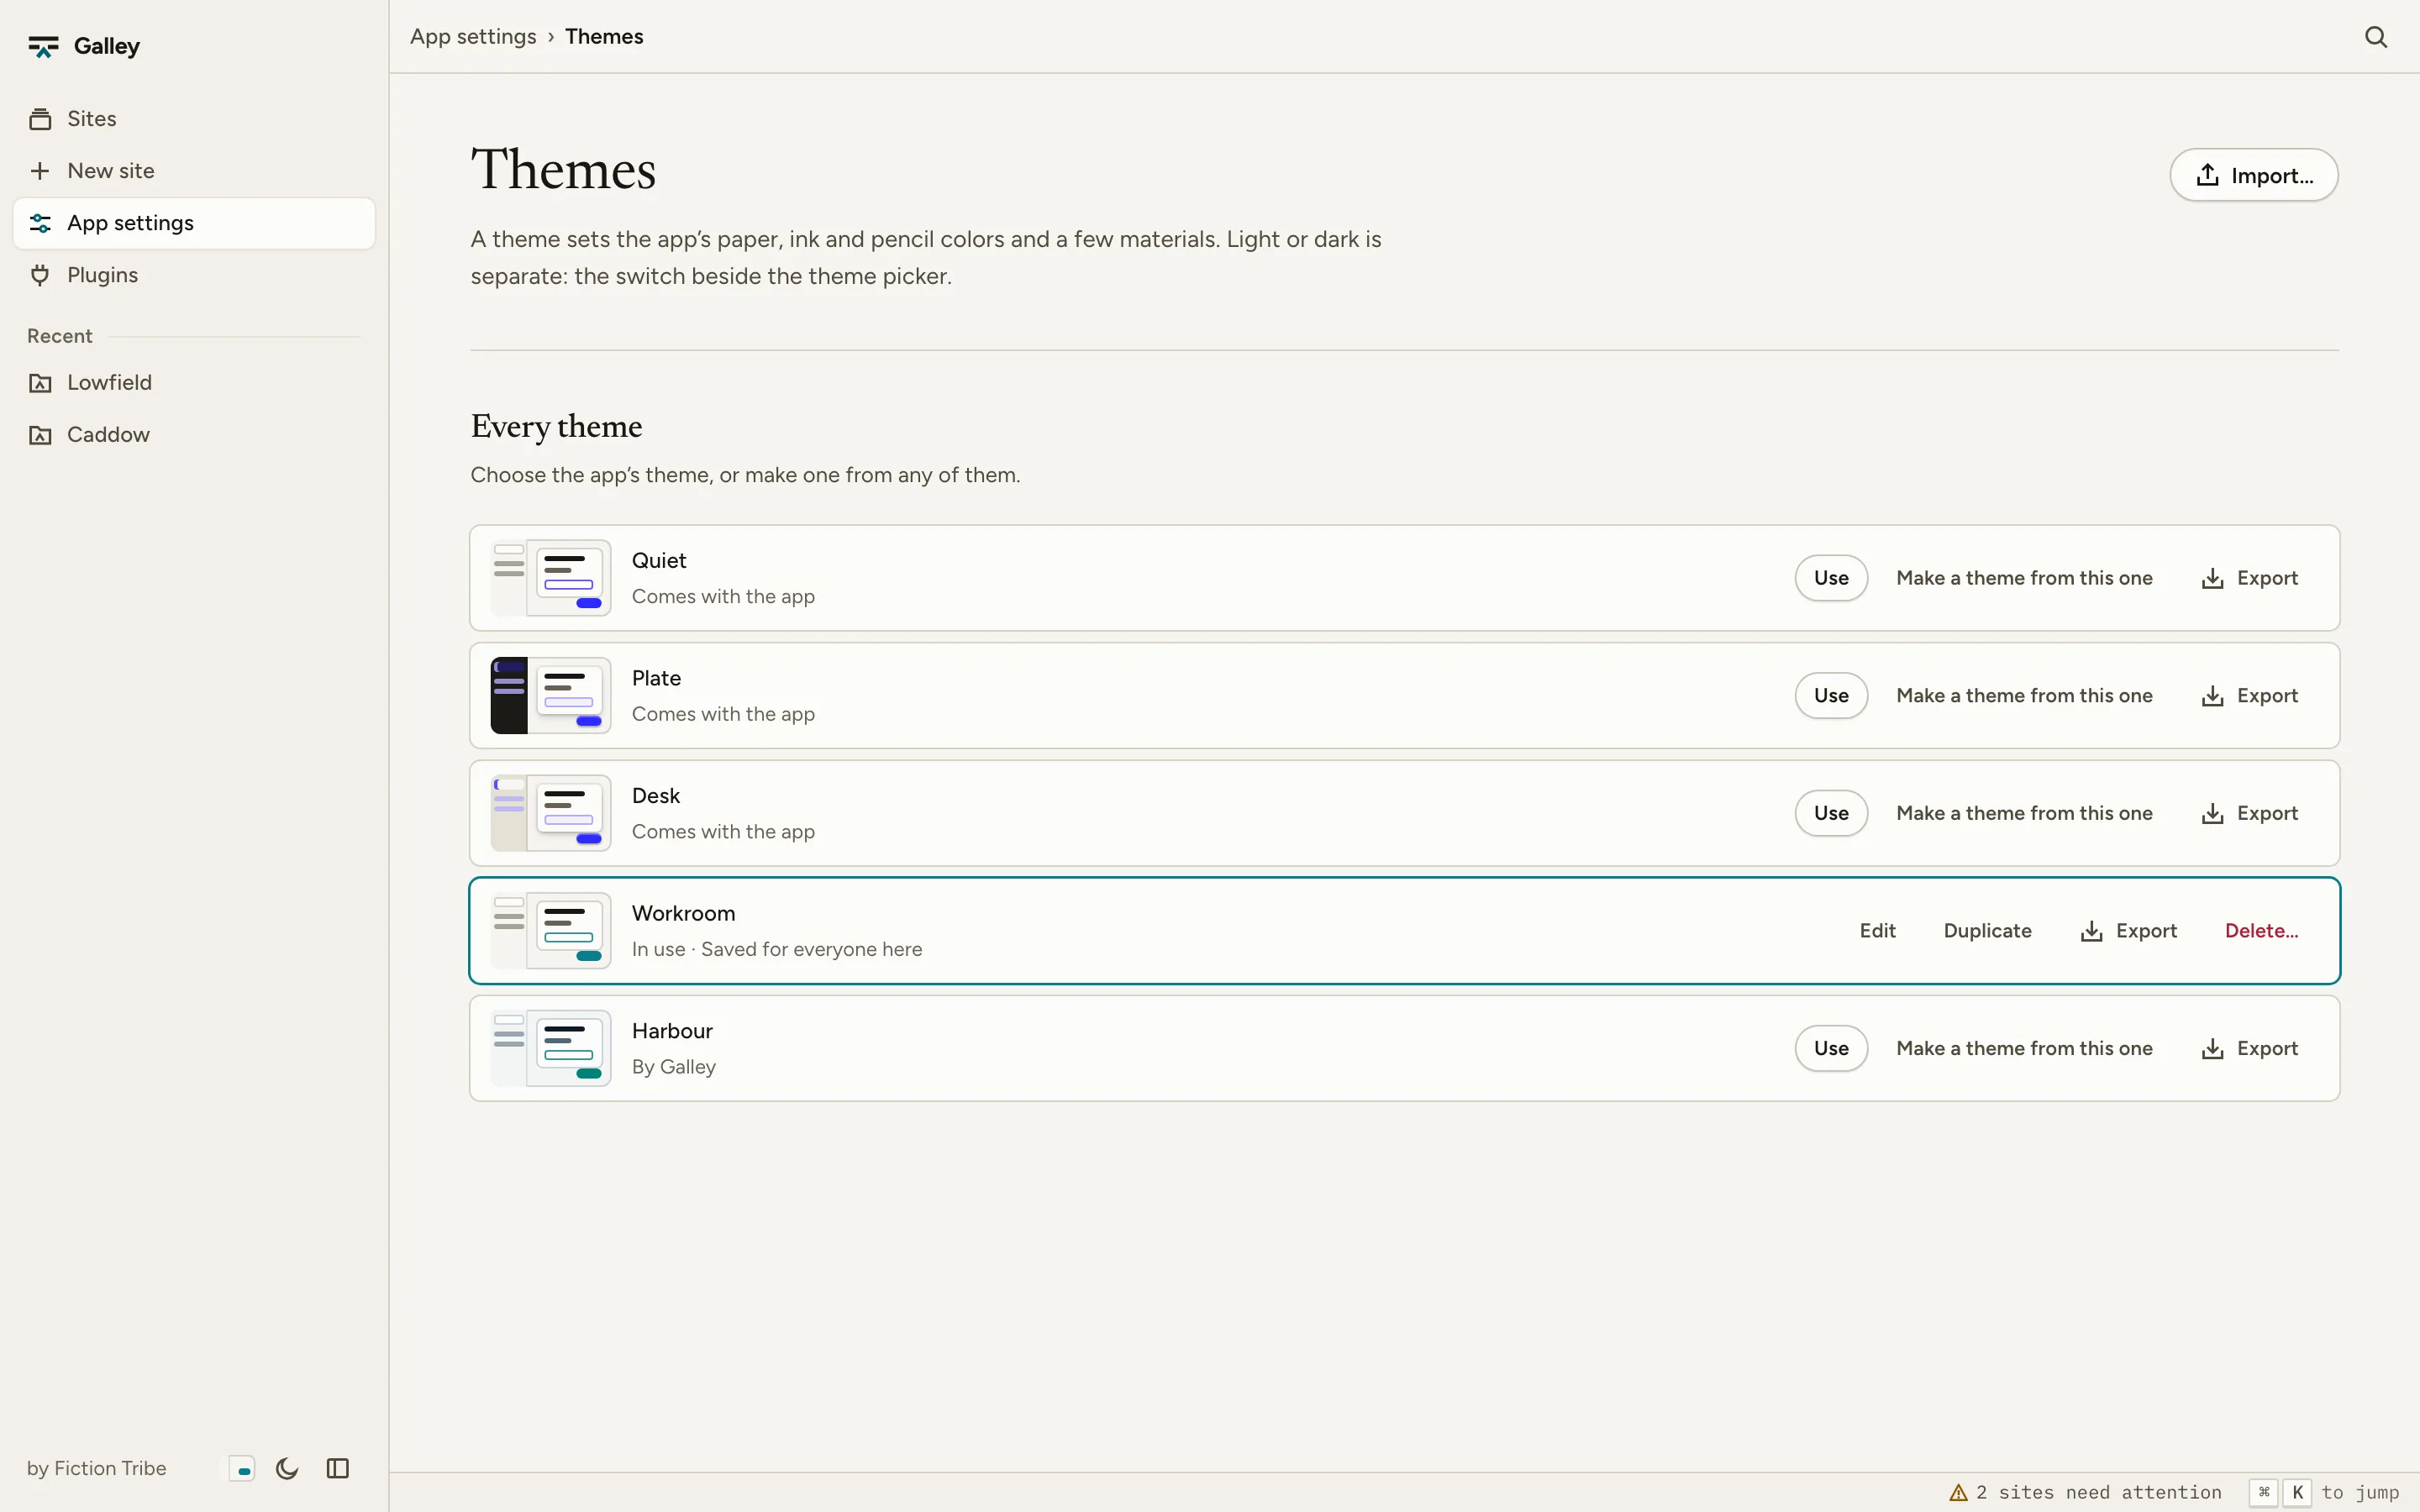 Galley
Sites
New site
App settings
Plugins
Recent
Lowfield
Caddow
by Fiction Tribe
App settings › Themes
Themes
Import…
A theme sets the app’s paper, ink and pencil colors and a few materials. Light or dark is
separate: the switch beside the theme picker.
Every theme
Choose the app’s theme, or make one from any of them.
Quiet
Comes with the app
Use Make a theme from this one Export
Plate
Comes with the app
Use Make a theme from this one Export
Desk
Comes with the app
Use Make a theme from this one Export
Workroom
In use · Saved for everyone here
Edit Duplicate Export Delete…
Harbour
By Galley
Use Make a theme from this one Export
2 sites need attention ⌘ K to jump